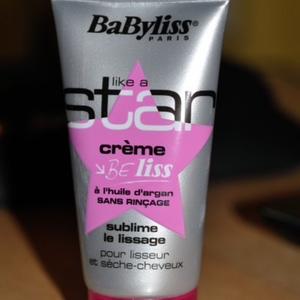 BaByliss®
PARIS
like a
star
crème
BE liss
à l'huile d'argan
SANS RINÇAGE
sublime
le lissage
pour lisseur
et sèche-cheveux